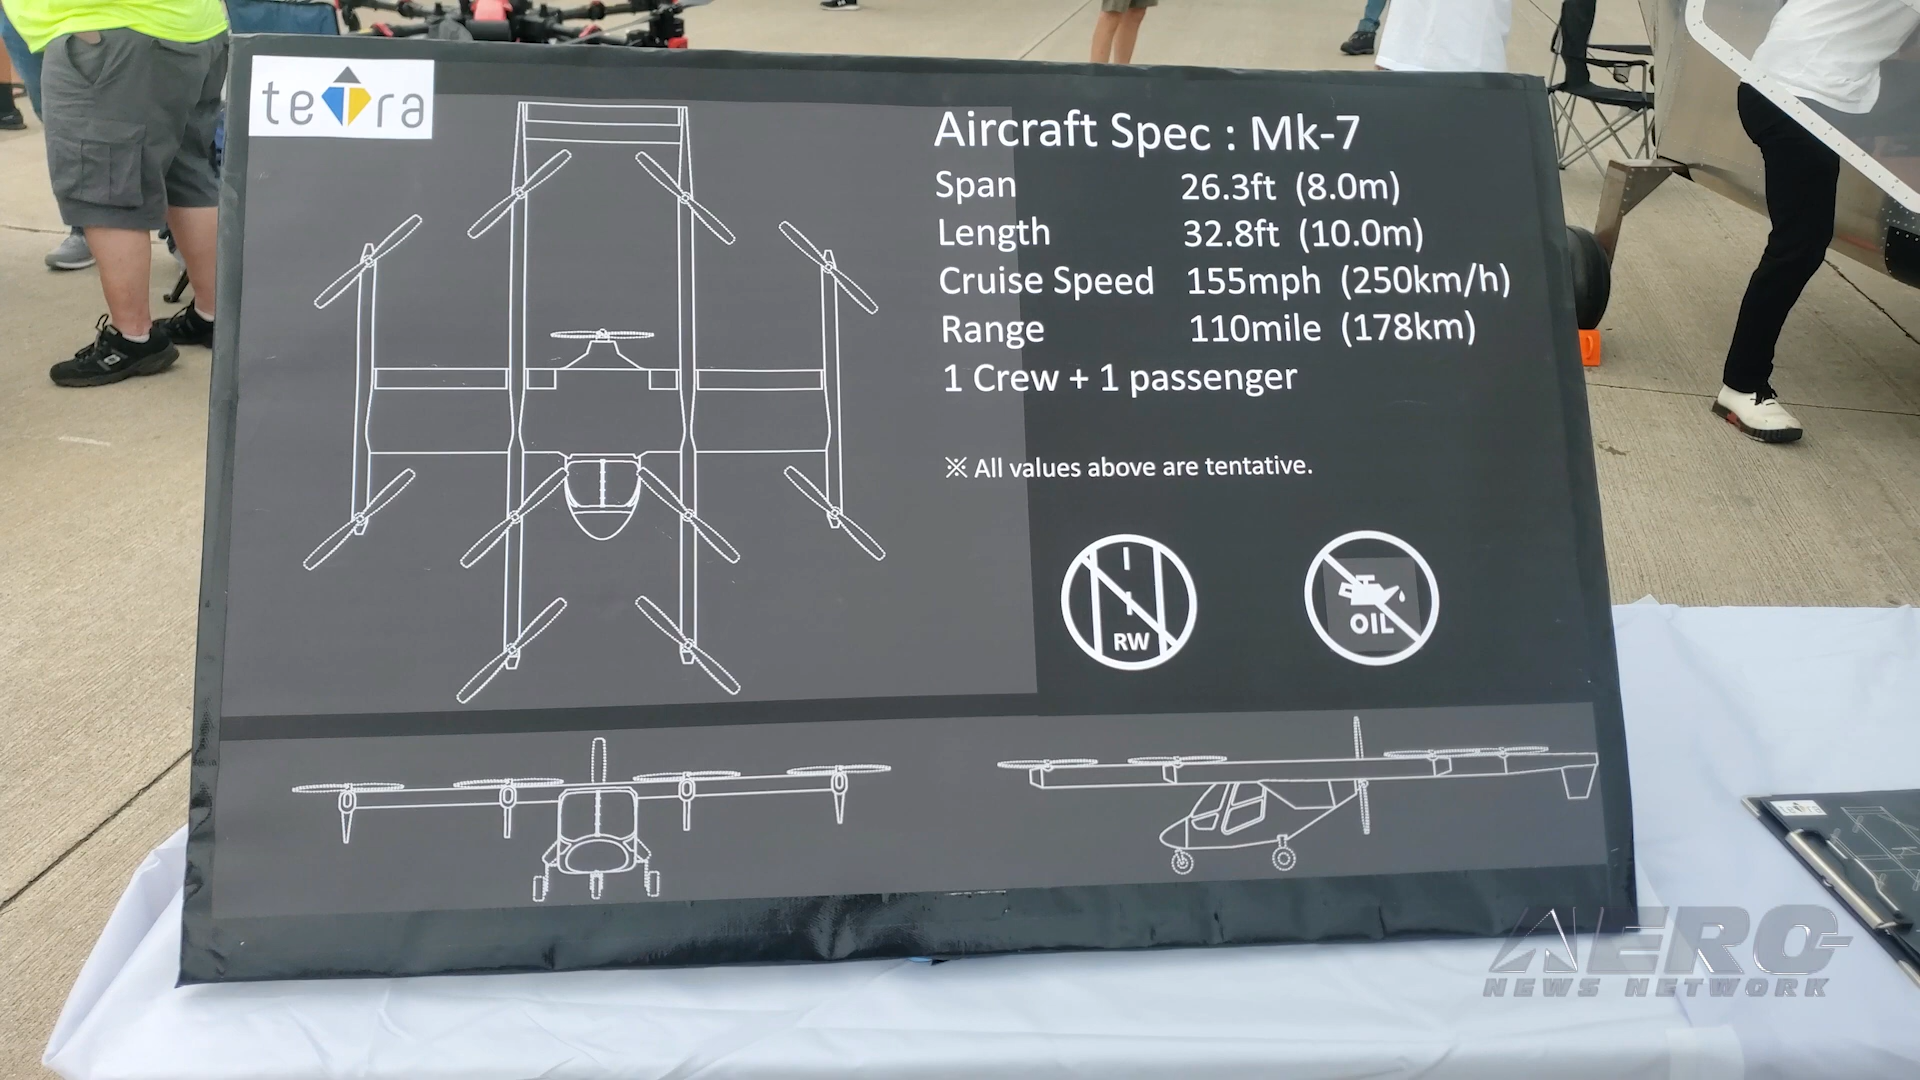 tetra
Aircraft Spec : Mk-7
Span 26.3ft (8.0m)
Length 32.8ft (10.0m)
Cruise Speed 155mph (250km/h)
Range 110mile (178km)
1 Crew + 1 passenger
※ All values above are tentative.
RW
OIL
tetra
AERO-
NEWS NETWORK